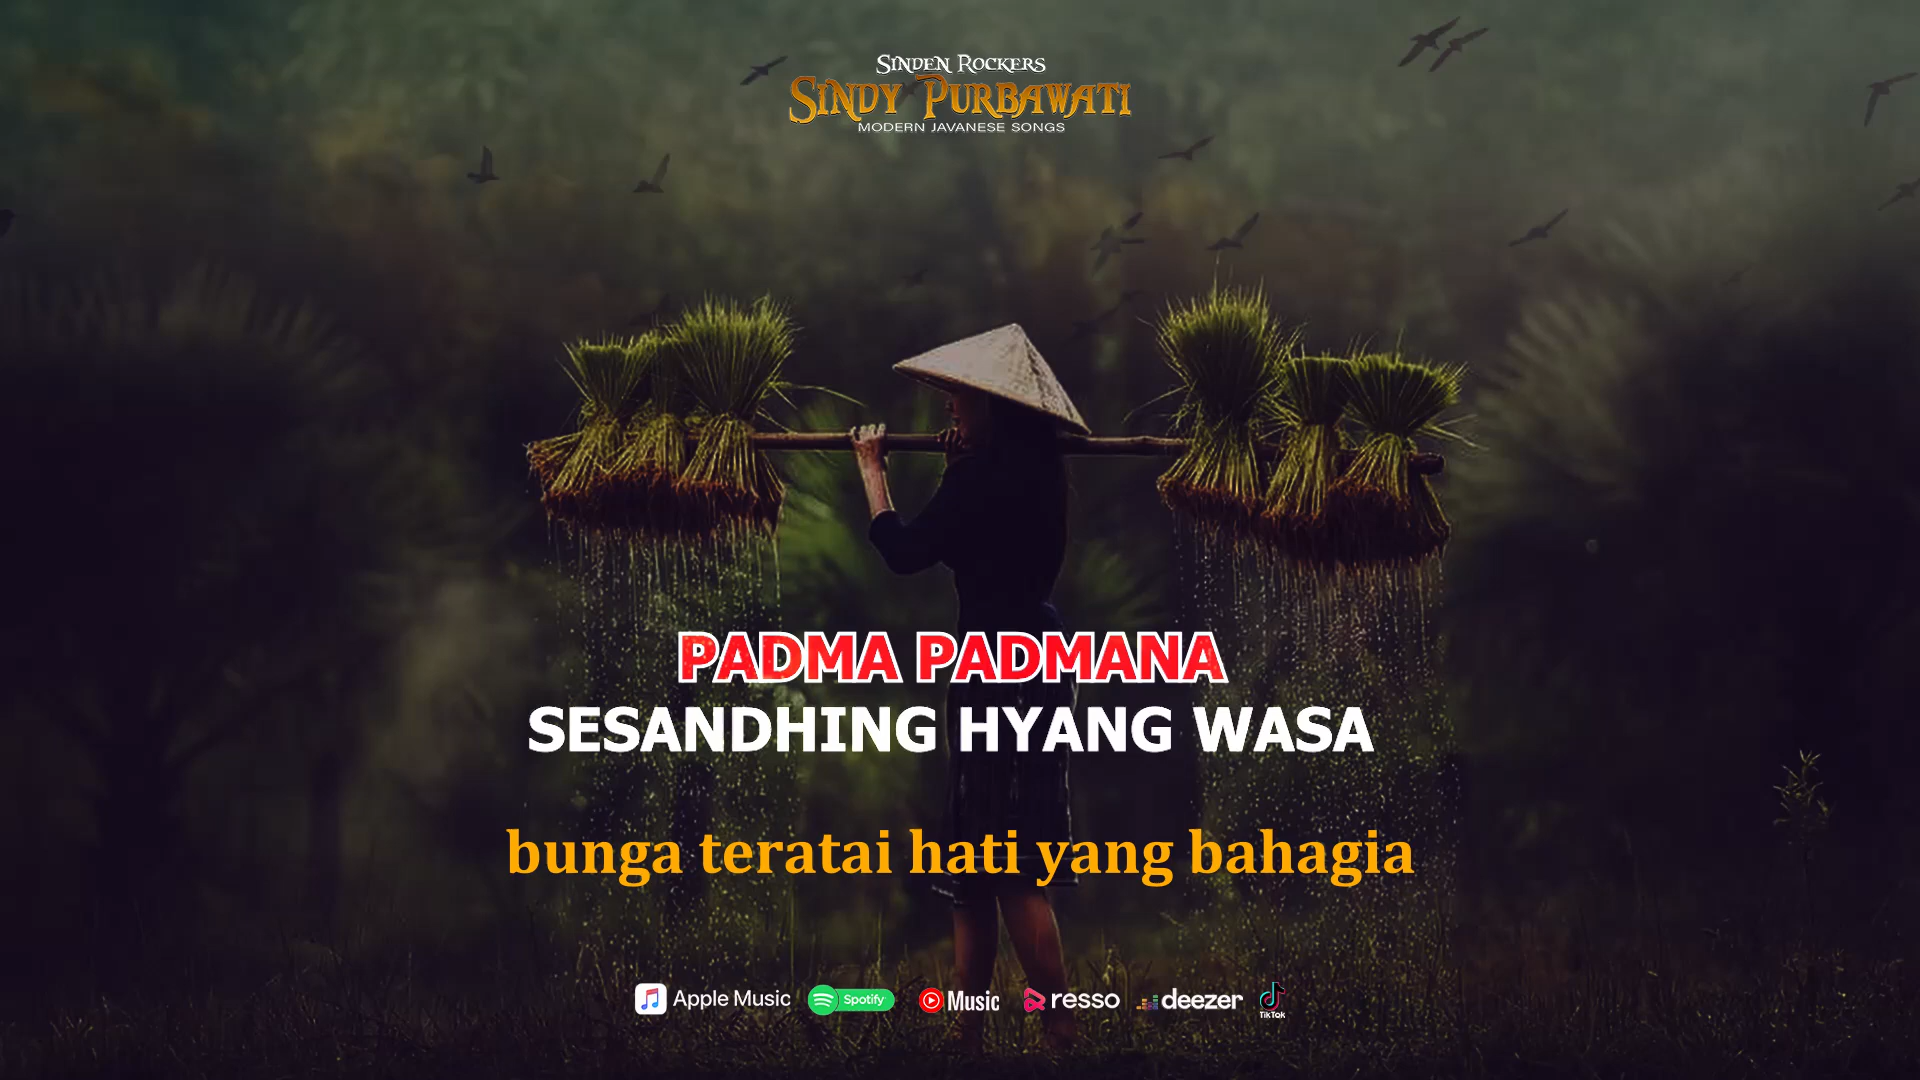 SINDEN ROCKERS
SINDY PURBAWATI
MODERN JAVANESE SONGS
PADMA PADMANA
SESANDHING HYANG WASA
bunga teratai hati yang bahagia
Apple Music Spotify Music resso deezer TikTok